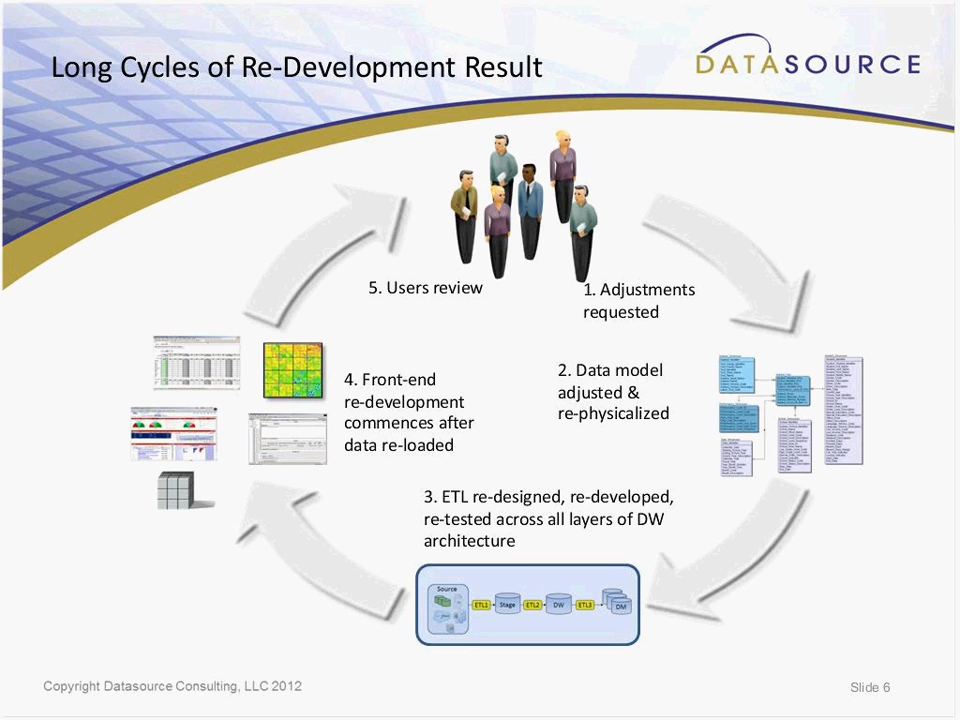 Long Cycles of Re-Development Result
DATASOURCE
5. Users review
1. Adjustments
requested
4. Front-end
re-development
commences after
data re-loaded
2. Data model
adjusted &
re-physicalized
3. ETL re-designed, re-developed,
re-tested across all layers of DW
architecture
Source
ETL1
Stage
ETL2
DW
ETL3
DM
Copyright Datasource Consulting, LLC 2012
Slide 6